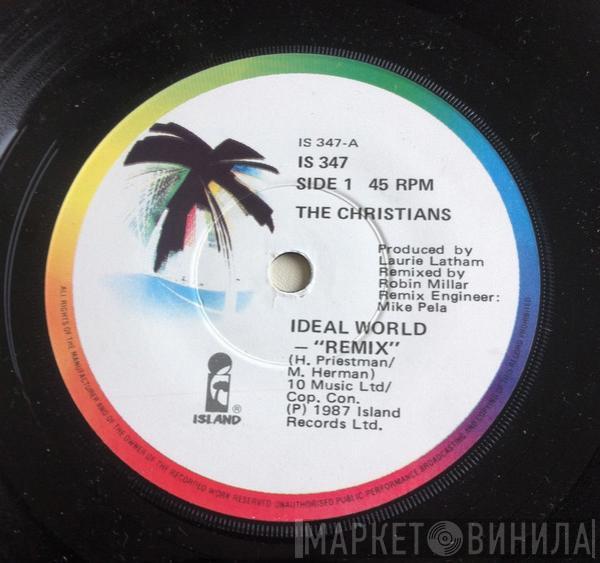 IS 347-A
IS 347
SIDE 1 45 RPM
THE CHRISTIANS
Produced by
Laurie Latham
Remixed by
Robin Millar
Remix Engineer:
Mike Pela
IDEAL WORLD
– "REMIX"
(H. Priestman/
M. Herman)
10 Music Ltd/
Cop. Con.
(P) 1987 Island
Records Ltd.
ISLAND®
ALL RIGHTS OF THE MANUFACTURER AND OF THE OWNER OF THE RECORDED WORK RESERVED UNAUTHORISED PUBLIC PERFORMANCE BROADCASTING AND COPYING OF THIS RECORD PROHIBITED
МАРКЕТ ВИНИЛА